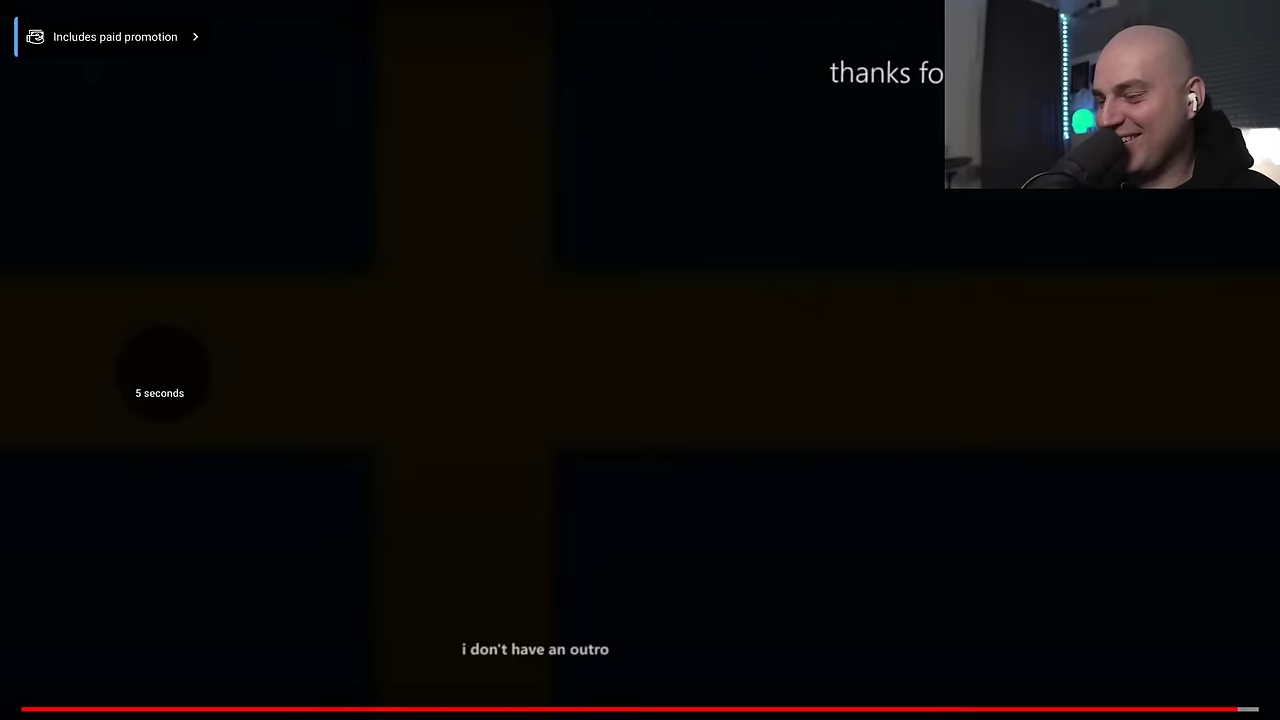 Includes paid promotion
thanks fo
5 seconds
i don't have an outro